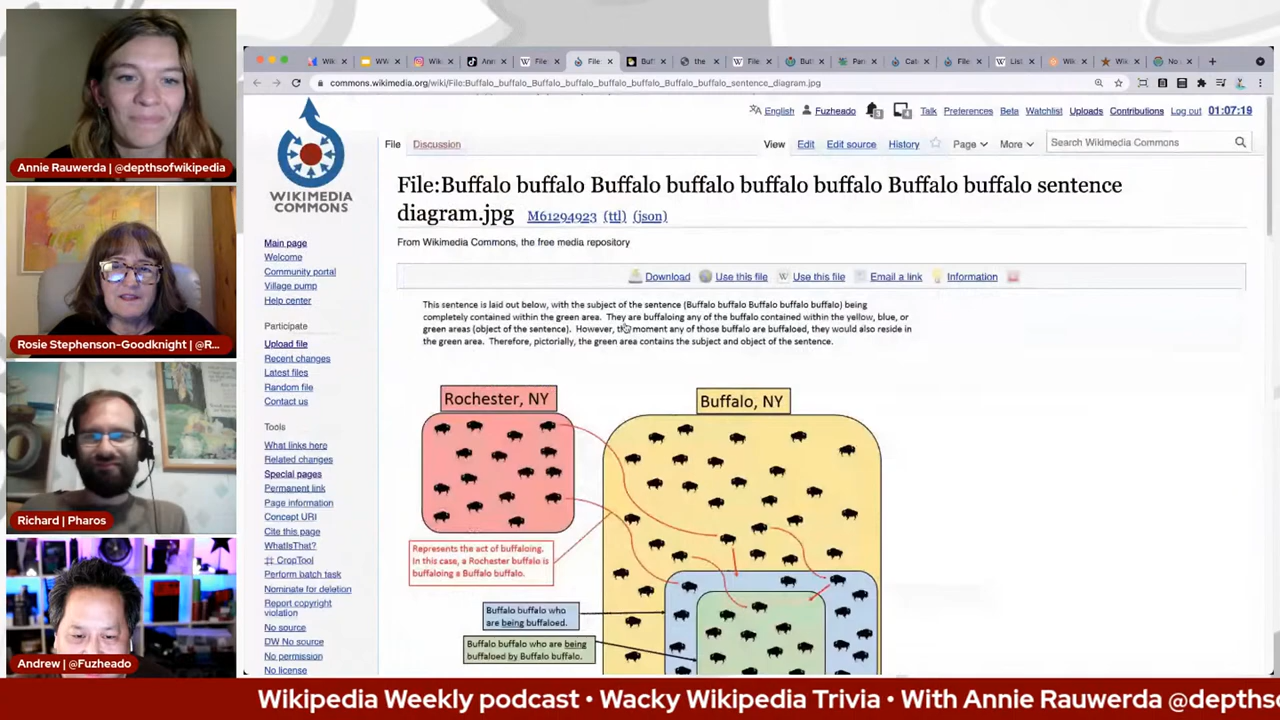 Annie Rauwerda | @depthsofwikipedia
Rosie Stephenson-Goodknight | @R...
Richard | Pharos
Andrew | @Fuzheado
File
commons.wikimedia.org/wiki/File:Buffalo_buffalo_Buffalo_buffalo_buffalo_buffalo_Buffalo_buffalo_sentence_diagram.jpg
English
Fuzheado
Talk
Preferences
Beta
Watchlist
Uploads
Contributions
Log out
01:07:19
File
Discussion
View
Edit
Edit source
History
Page
More
Search Wikimedia Commons
WIKIMEDIA
COMMONS
Main page
Welcome
Community portal
Village pump
Help center
Participate
Upload file
Recent changes
Latest files
Random file
Contact us
Tools
What links here
Related changes
Special pages
Permanent link
Page information
Concept URI
Cite this page
WhatIsThat?
CropTool
Perform batch task
Nominate for deletion
Report copyright
violation
No source
DW No source
No permission
No license
File:Buffalo buffalo Buffalo buffalo buffalo buffalo Buffalo buffalo sentence
diagram.jpg M61294923 (ttl) (json)
From Wikimedia Commons, the free media repository
Download
Use this file
Use this file
Email a link
Information
This sentence is laid out below, with the subject of the sentence (Buffalo buffalo Buffalo buffalo buffalo) being
completely contained within the green area. They are buffaloing any of the buffalo contained within the yellow, blue, or
green areas (object of the sentence). However, the moment any of those buffalo are buffaloed, they would also reside in
the green area. Therefore, pictorially, the green area contains the subject and object of the sentence.
Rochester, NY
Buffalo, NY
Represents the act of buffaloing.
In this case, a Rochester buffalo is
buffaloing a Buffalo buffalo.
Buffalo buffalo who
are being buffaloed.
Buffalo buffalo who are being
buffaloed by Buffalo buffalo.
Wikipedia Weekly podcast • Wacky Wikipedia Trivia • With Annie Rauwerda @depthso